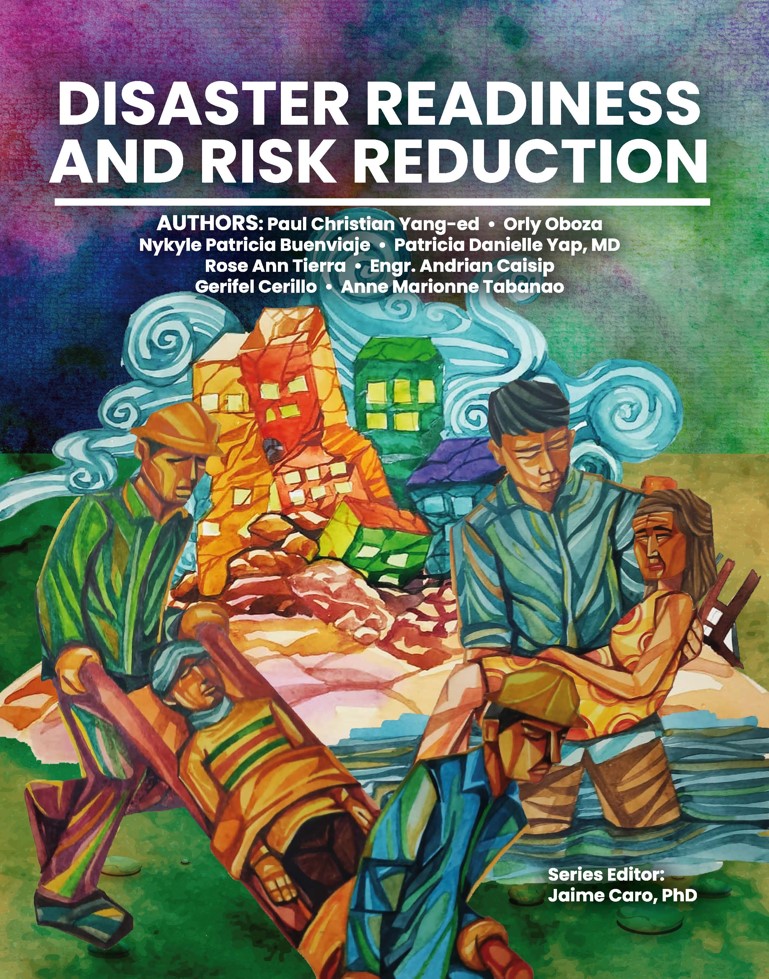 DISASTER READINESS
AND RISK REDUCTION
AUTHORS: Paul Christian Yang-ed • Orly Oboza
Nykyle Patricia Buenviaje • Patricia Danielle Yap, MD
Rose Ann Tierra • Engr. Andrian Caisip
Gerifel Cerillo • Anne Marionne Tabanao
Series Editor:
Jaime Caro, PhD